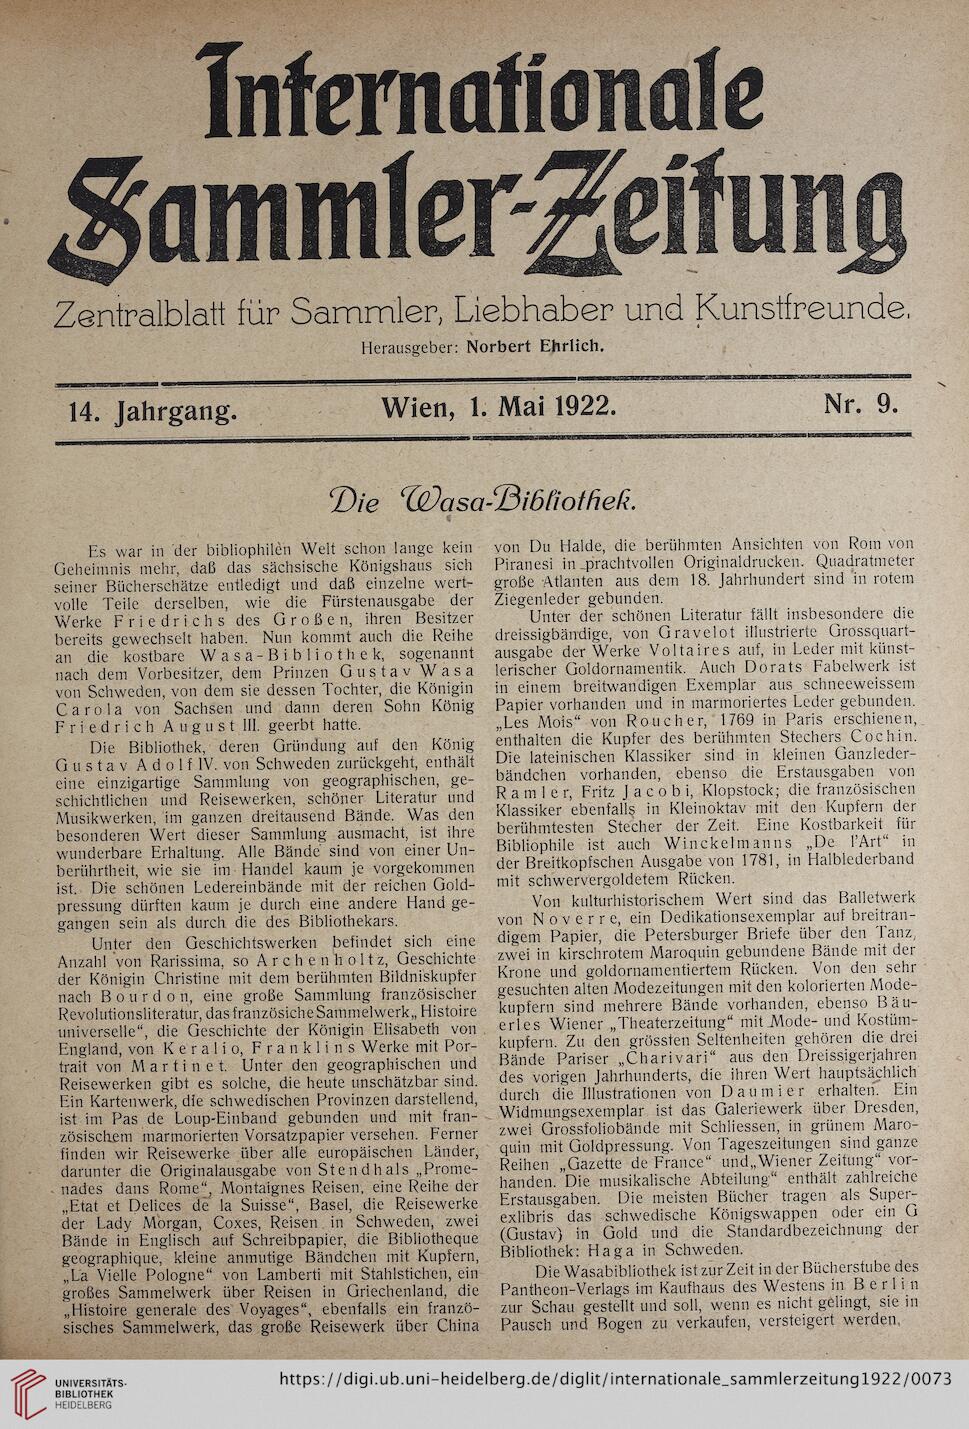 Internationale
Sammler-Zeitung
Zentralblatt für Sammler, Liebhaber und Kunstfreunde.
Herausgeber: Norbert Ehrlich.
14. Jahrgang. Wien, 1. Mai 1922. Nr. 9.
Die Wasa-Bibliothek.
Es war in der bibliophilen Welt schon lange kein
Geheimnis mehr, daß das sächsische Königshaus sich
seiner Bücherschätze entledigt und daß einzelne wert-
volle Teile derselben, wie die Fürstenausgabe der
Werke Friedrichs des Großen, ihren Besitzer
bereits gewechselt haben. Nun kommt auch die Reihe
an die kostbare Wasa-Bibliothek, sogenannt
nach dem Vorbesitzer, dem Prinzen Gustav Wasa
von Schweden, von dem sie dessen Tochter, die Königin
Carola von Sachsen und dann deren Sohn König
Friedrich August III. geerbt hatte.
Die Bibliothek, deren Gründung auf den König
Gustav Adolf IV. von Schweden zurückgeht, enthält
eine einzigartige Sammlung von geographischen, ge-
schichtlichen und Reisewerken, schöner Literatur und
Musikwerken, im ganzen dreitausend Bände. Was den
besonderen Wert dieser Sammlung ausmacht, ist ihre
wunderbare Erhaltung. Alle Bände sind von einer Un-
berührtheit, wie sie im Handel kaum je vorgekommen
ist. Die schönen Ledereinbände mit der reichen Gold-
pressung dürften kaum je durch eine andere Hand ge-
gangen sein als durch die des Bibliothekars.
Unter den Geschichtswerken befindet sich eine
Anzahl von Rarissima, so Archenholtz, Geschichte
der Königin Christine mit dem berühmten Bildniskupfer
nach Bourdon, eine große Sammlung französischer
Revolutionsliteratur, das französiche Sammelwerk „Histoire
universelle“, die Geschichte der Königin Elisabeth von
England, von Keralio, Franklins Werke mit Por-
trait von Martinet. Unter den geographischen und
Reisewerken gibt es solche, die heute unschätzbar sind.
Ein Kartenwerk, die schwedischen Provinzen darstellend,
ist im Pas de Loup-Einband gebunden und mit fran-
zösischem marmorierten Vorsatzpapier versehen. Ferner
finden wir Reisewerke über alle europäischen Länder,
darunter die Originalausgabe von Stendhals „Prome-
nades dans Rome“, Montaignes Reisen, eine Reihe der
„Etat et Delices de la Suisse“, Basel, die Reisewerke
der Lady Morgan, Coxes, Reisen in Schweden, zwei
Bände in Englisch auf Schreibpapier, die Bibliotheque
geographique, kleine anmutige Bändchen mit Kupfern,
„La Vielle Pologne“ von Lamberti mit Stahlstichen, ein
großes Sammelwerk über Reisen in Griechenland, die
„Histoire generale des Voyages“, ebenfalls ein franzö-
sisches Sammelwerk, das große Reisewerk über China
von Du Halde, die berühmten Ansichten von Rom von
Piranesi in prachtvollen Originaldrucken. Quadratmeter
große Atlanten aus dem 18. Jahrhundert sind in rotem
Ziegenleder gebunden.
Unter der schönen Literatur fällt insbesondere die
dreissigbändige, von Gravelot illustrierte Grossquart-
ausgabe der Werke Voltaires auf, in Leder mit künst-
lerischer Goldornamentik. Auch Dorats Fabelwerk ist
in einem breitwandigen Exemplar aus schneeweissem
Papier vorhanden und in marmoriertes Leder gebunden.
„Les Mois“ von Roucher, 1769 in Paris erschienen,
enthalten die Kupfer des berühmten Stechers Cochin.
Die lateinischen Klassiker sind in kleinen Ganzleder-
bändchen vorhanden, ebenso die Erstausgaben von
Ramler, Fritz Jacobi, Klopstock; die französischen
Klassiker ebenfalls in Kleinoktav mit den Kupfern der
berühmtesten Stecher der Zeit. Eine Kostbarkeit für
Bibliophile ist auch Winckelmanns „De l'Art“ in
der Breitkopfschen Ausgabe von 1781, in Halblederband
mit schwervergoldetem Rücken.
Von kulturhistorischem Wert sind das Balletwerk
von Noverre, ein Dedikationsexemplar auf breitran-
digem Papier, die Petersburger Briefe über den Tanz,
zwei in kirschrotem Maroquin gebundene Bände mit der
Krone und goldornamentiertem Rücken. Von den sehr
gesuchten alten Modezeitungen mit den kolorierten Mode-
kupfern sind mehrere Bände vorhanden, ebenso Bäu-
erles Wiener „Theaterzeitung“ mit Mode- und Kostüm-
kupfern. Zu den grössten Seltenheiten gehören die drei
Bände Pariser „Charivari“ aus den Dreissigerjahren
des vorigen Jahrhunderts, die ihren Wert hauptsächlich
durch die Illustrationen von Daumier erhalten. Ein
Widmungsexemplar ist das Galeriewerk über Dresden,
zwei Grossfoliobände mit Schliessen, in grünem Maro-
quin mit Goldpressung. Von Tageszeitungen sind ganze
Reihen „Gazette de France“ und „Wiener Zeitung“ vor-
handen. Die musikalische Abteilung“ enthält zahlreiche
Erstausgaben. Die meisten Bücher tragen als Super-
exlibris das schwedische Königswappen oder ein G
(Gustav) in Gold und die Standardbezeichnung der
Bibliothek: Haga in Schweden.
Die Wasabibliothek ist zur Zeit in der Bücherstube des
Pantheon-Verlags im Kaufhaus des Westens in Berlin
zur Schau gestellt und soll, wenn es nicht gelingt, sie in
Pausch und Bogen zu verkaufen, versteigert werden.
UNIVERSITÄTS-
BIBLIOTHEK
HEIDELBERG
https://digi.ub.uni-heidelberg.de/diglit/internationale_sammlerzeitung1922/0073